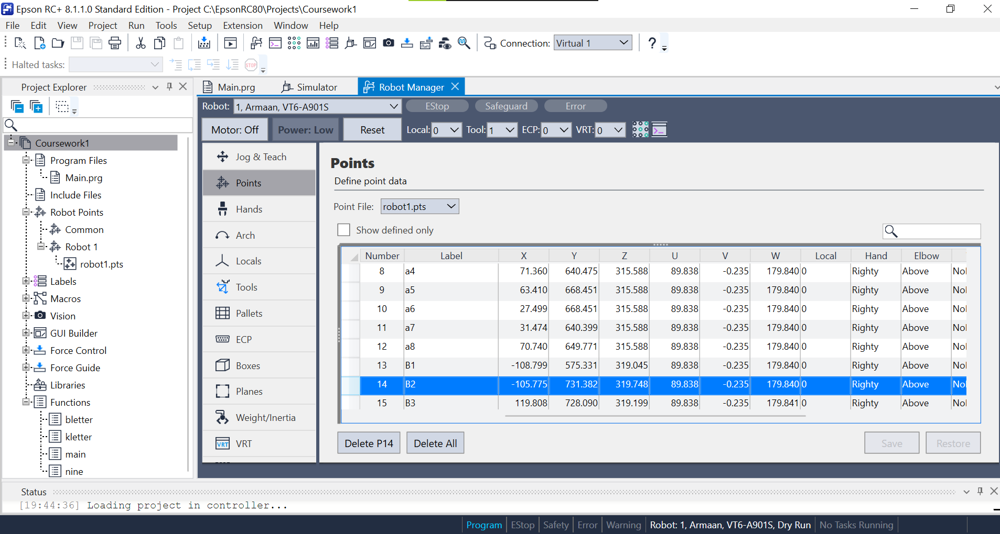 Epson RC+ 8.1.1.0 Standard Edition - Project C:\EpsonRC80\Projects\Coursework1
File Edit View Project Run Tools Setup Extension Window Help
Connection: Virtual 1 ?
Halted tasks: STOP
Project Explorer
Main.prg Simulator Robot Manager
Robot: 1, Armaan, VT6-A901S EStop Safeguard Error
Motor: Off Power: Low Reset Local: 0 Tool: 1 ECP: 0 VRT: 0
Coursework1
Program Files
Main.prg
Include Files
Robot Points
Common
Robot 1
robot1.pts
Labels
Macros
Vision
GUI Builder
Force Control
Force Guide
Libraries
Functions
bletter
kletter
main
nine
Jog & Teach
Points
Hands
Arch
Locals
Tools
Pallets
ECP
Boxes
Planes
Weight/Inertia
VRT VRT
Points
Define point data
Point File: robot1.pts
Show defined only
Number Label X Y Z U V W Local Hand Elbow
8 a4 71.360 640.475 315.588 89.838 -0.235 179.840 0 Righty Above Nol
9 a5 63.410 668.451 315.588 89.838 -0.235 179.840 0 Righty Above Nol
10 a6 27.499 668.451 315.588 89.838 -0.235 179.840 0 Righty Above Nol
11 a7 31.474 640.399 315.588 89.838 -0.235 179.840 0 Righty Above Nol
12 a8 70.740 649.771 315.588 89.838 -0.235 179.840 0 Righty Above Nol
13 B1 -108.799 575.331 319.045 89.838 -0.235 179.840 0 Righty Above Nol
14 B2 -105.775 731.382 319.748 89.838 -0.235 179.840 0 Righty Above Nol
15 B3 119.808 728.090 319.199 89.838 -0.235 179.841 0 Righty Above Nol
Delete P14 Delete All Save Restore
Status
[19:44:36] Loading project in controller...
Program EStop Safety Error Warning Robot: 1, Armaan, VT6-A901S, Dry Run No Tasks Running